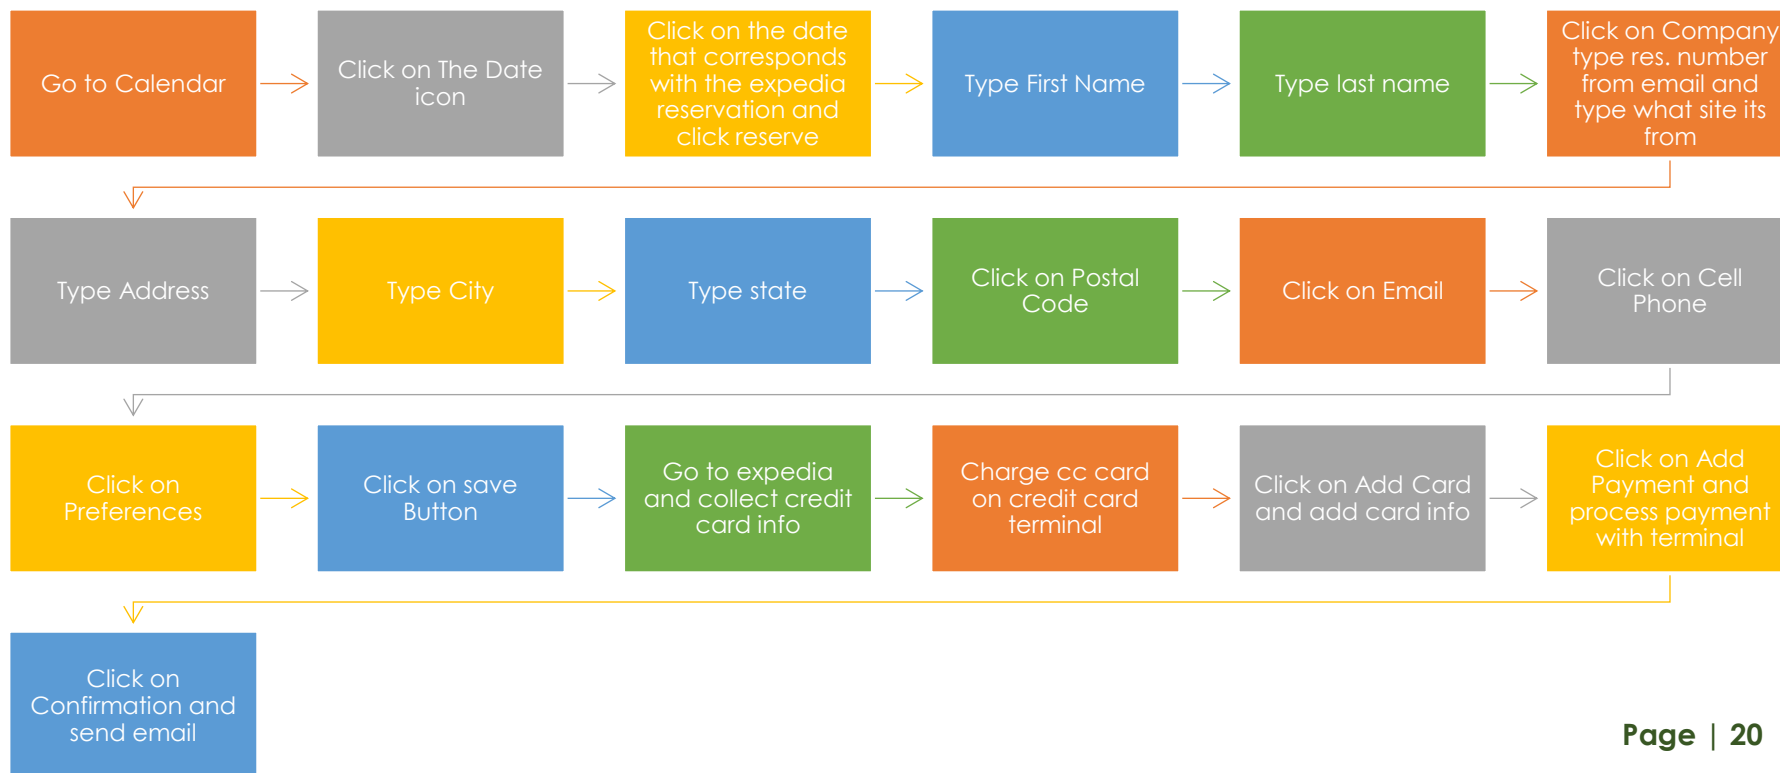 Go to Calendar
Click on The Date
icon
Click on the date
that corresponds
with the expedia
reservation and
click reserve
Type First Name
Type last name
Click on Company
type res. number
from email and
type what site its
from
Type Address
Type City
Type state
Click on Postal
Code
Click on Email
Click on Cell
Phone
Click on
Preferences
Click on save
Button
Go to expedia
and collect credit
card info
Charge cc card
on credit card
terminal
Click on Add Card
and add card info
Click on Add
Payment and
process payment
with terminal
Click on
Confirmation and
send email
Page | 20